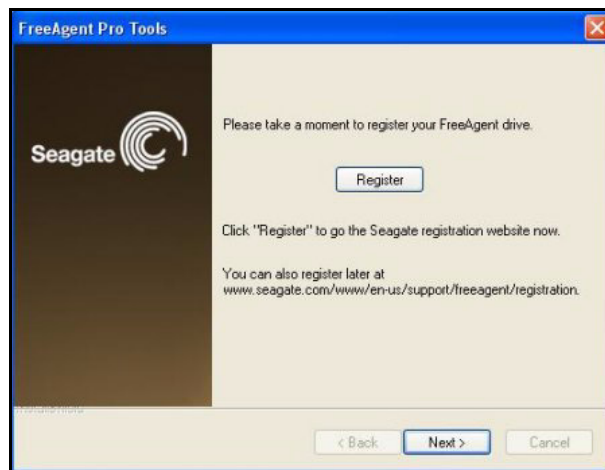 FreeAgent Pro Tools
Seagate
Please take a moment to register your FreeAgent drive.
Register
Click "Register" to go the Seagate registration website now.
You can also register later at
www.seagate.com/www/en-us/support/freeagent/registration.
< Back
Next >
Cancel